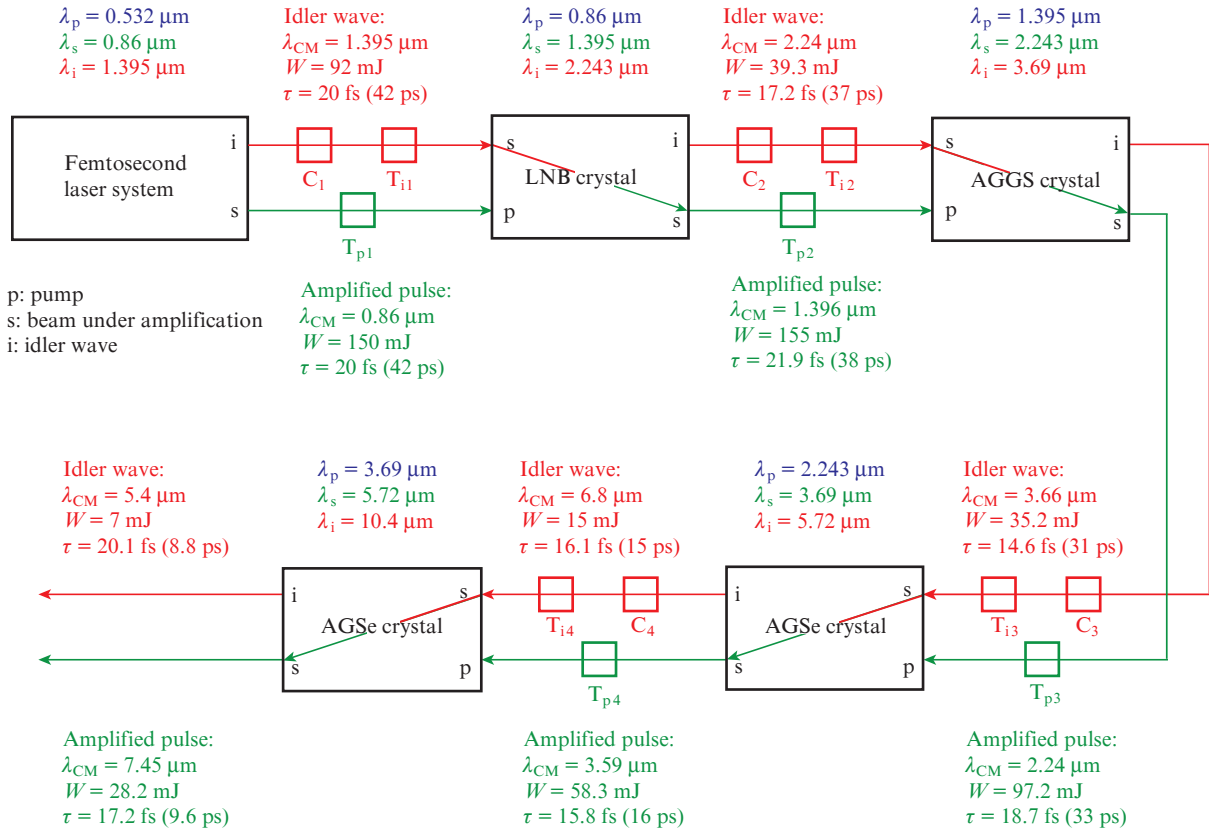 λp = 0.532 μm
λs = 0.86 μm
λi = 1.395 μm
Idler wave:
λCM = 1.395 μm
W = 92 mJ
τ = 20 fs (42 ps)
λp = 0.86 μm
λs = 1.395 μm
λi = 2.243 μm
Idler wave:
λCM = 2.24 μm
W = 39.3 mJ
τ = 17.2 fs (37 ps)
λp = 1.395 μm
λs = 2.243 μm
λi = 3.69 μm
Femtosecond
laser system
i
s
C1
Ti1
Tp1
s
p
LNB crystal
i
s
C2
Ti2
Tp2
s
p
AGGS crystal
i
s
p: pump
s: beam under amplification
i: idler wave
Amplified pulse:
λCM = 0.86 μm
W = 150 mJ
τ = 20 fs (42 ps)
Amplified pulse:
λCM = 1.396 μm
W = 155 mJ
τ = 21.9 fs (38 ps)
Idler wave:
λCM = 5.4 μm
W = 7 mJ
τ = 20.1 fs (8.8 ps)
λp = 3.69 μm
λs = 5.72 μm
λi = 10.4 μm
Idler wave:
λCM = 6.8 μm
W = 15 mJ
τ = 16.1 fs (15 ps)
λp = 2.243 μm
λs = 3.69 μm
λi = 5.72 μm
Idler wave:
λCM = 3.66 μm
W = 35.2 mJ
τ = 14.6 fs (31 ps)
i
s
AGSe crystal
s
p
Ti4
C4
Tp4
i
s
AGSe crystal
s
p
Ti3
C3
Tp3
Amplified pulse:
λCM = 7.45 μm
W = 28.2 mJ
τ = 17.2 fs (9.6 ps)
Amplified pulse:
λCM = 3.59 μm
W = 58.3 mJ
τ = 15.8 fs (16 ps)
Amplified pulse:
λCM = 2.24 μm
W = 97.2 mJ
τ = 18.7 fs (33 ps)